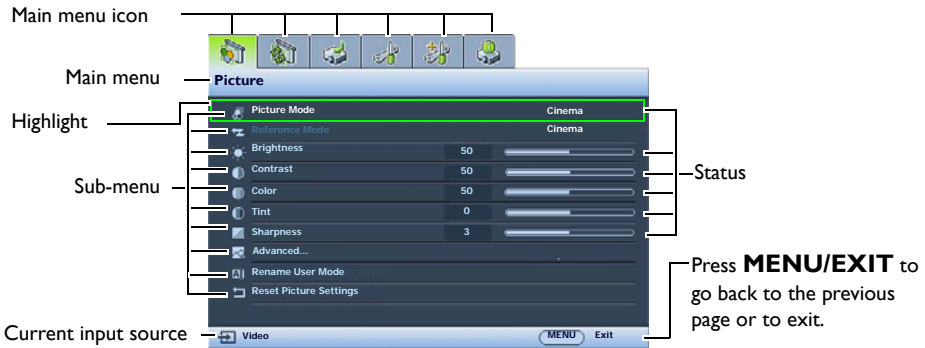 Main menu icon
Main menu
Picture
Highlight
Picture Mode Cinema
Reference Mode Cinema
Brightness 50
Contrast 50
Sub-menu
Status
Color 50
Tint 0
Sharpness 3
Advanced...
Rename User Mode
Reset Picture Settings
Press MENU/EXIT to
go back to the previous
page or to exit.
Current input source
Video
MENU Exit